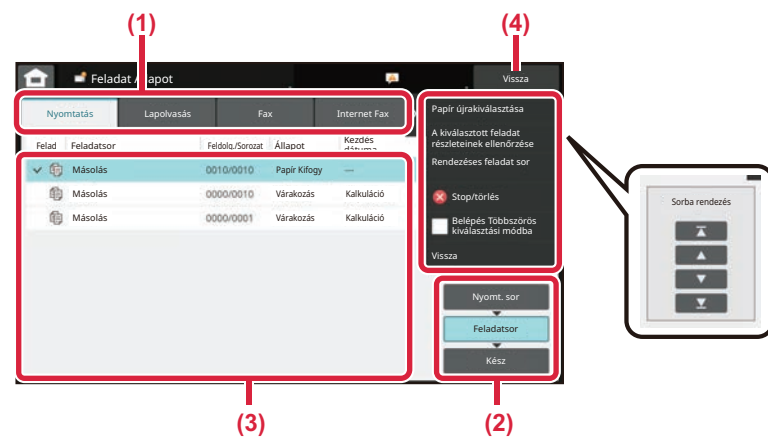 (1)
(4)
Feladat / Állapot
Vissza
Nyomtatás
Lapolvasás
Fax
Internet Fax
Felad
Feladatsor
Feldolg./Sorozat
Állapot
Kezdés
dátuma
Másolás
0010/0010
Papír Kifogy
---
Másolás
0000/0010
Várakozás
Kalkuláció
Másolás
0000/0001
Várakozás
Kalkuláció
Papír újrakiválasztása
A kiválasztott feladat
részleteinek ellenőrzése
Rendezéses feladat sor
Stop/törlés
Belépés Többszörös
kiválasztási módba
Vissza
Nyomt. sor
Feladatsor
Kész
Sorba rendezés
(3)
(2)